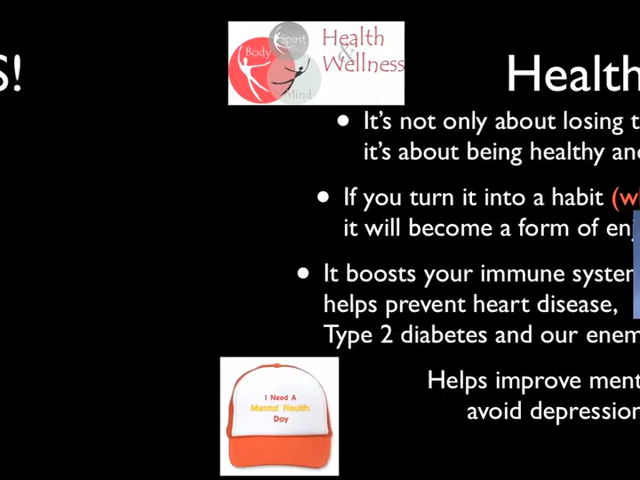 S!
Spirit
Body
Mind
Health
&
Wellness
Health
• It's not only about losing t
it's about being healthy an
• If you turn it into a habit (w
it will become a form of en
• It boosts your immune system
helps prevent heart disease,
Type 2 diabetes and our enem
I Need A
Mental Health
Day
Helps improve ment
avoid depression